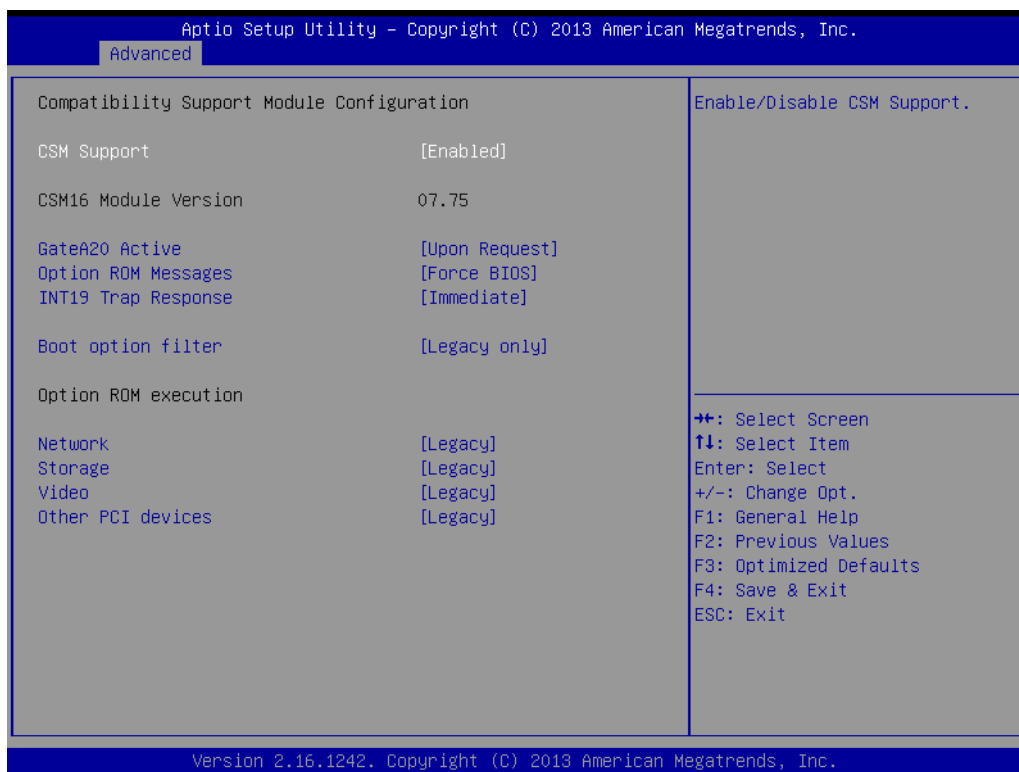 Aptio Setup Utility – Copyright (C) 2013 American Megatrends, Inc.
Advanced
Compatibility Support Module Configuration
CSM Support [Enabled]
CSM16 Module Version 07.75
GateA20 Active [Upon Request]
Option ROM Messages [Force BIOS]
INT19 Trap Response [Immediate]
Boot option filter [Legacy only]
Option ROM execution
Network [Legacy]
Storage [Legacy]
Video [Legacy]
Other PCI devices [Legacy]
Enable/Disable CSM Support.
→←: Select Screen
↑↓: Select Item
Enter: Select
+/-: Change Opt.
F1: General Help
F2: Previous Values
F3: Optimized Defaults
F4: Save & Exit
ESC: Exit
Version 2.16.1242. Copyright (C) 2013 American Megatrends, Inc.